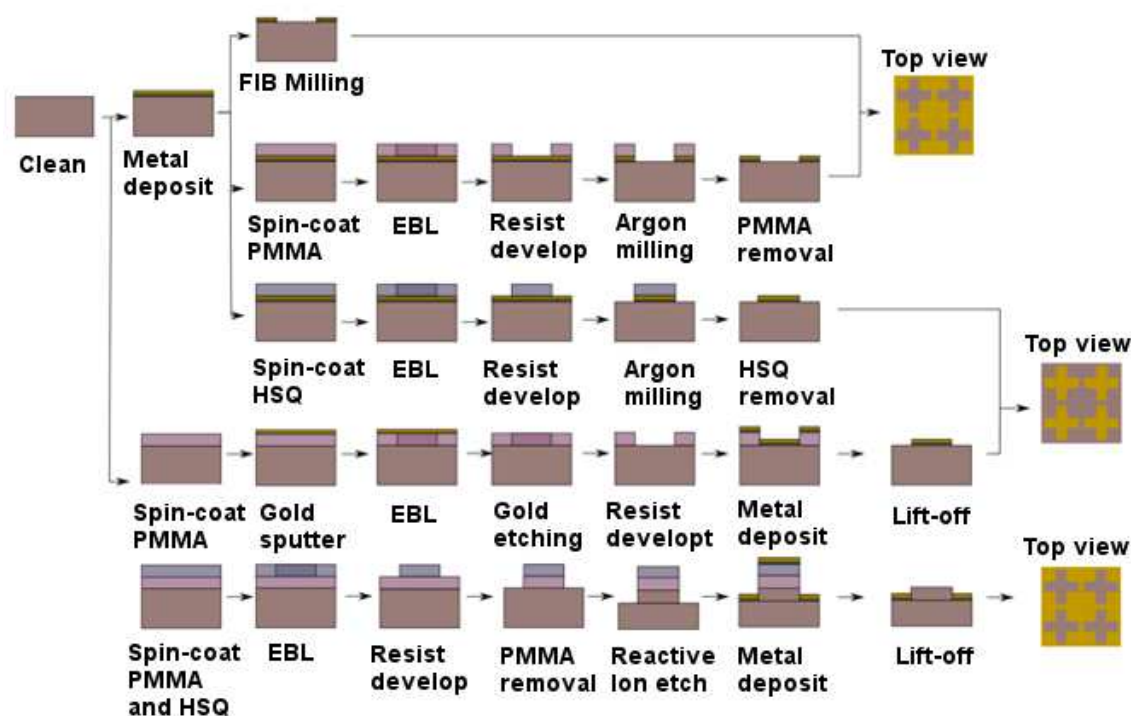 FIB Milling
Top view
Clean
Metal
deposit
Spin-coat
PMMA
EBL
Resist
develop
Argon
milling
PMMA
removal
Spin-coat
HSQ
EBL
Resist
develop
Argon
milling
HSQ
removal
Top view
Spin-coat
PMMA
Gold
sputter
EBL
Gold
etching
Resist
developt
Metal
deposit
Lift-off
Top view
Spin-coat
PMMA
and HSQ
EBL
Resist
develop
PMMA
removal
Reactive
Ion etch
Metal
deposit
Lift-off